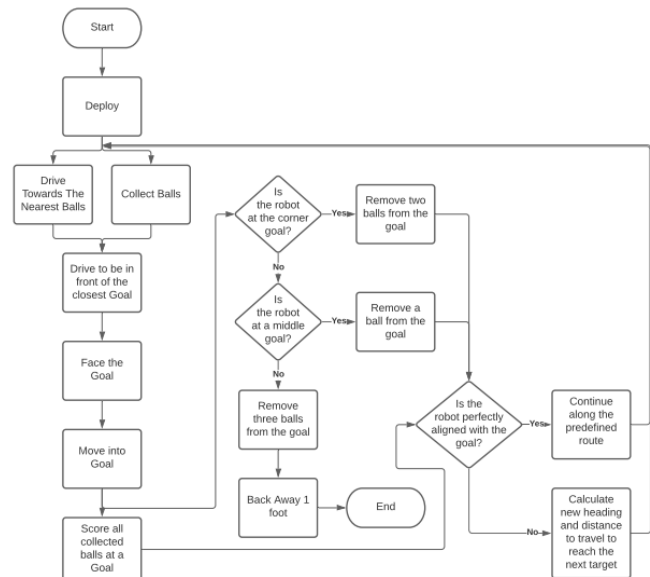 Start
Deploy
Drive
Towards The
Nearest Balls
Collect Balls
Drive to be in
front of the
closest Goal
Face the
Goal
Move into
Goal
Score all
collected
balls at a
Goal
Is
the robot
at the corner
goal?
Yes
Remove two
balls from the
goal
No
Is
the robot
at a middle
goal?
Yes
Remove a
ball from the
goal
No
Remove
three balls
from the goal
Back Away 1
foot
End
Is the
robot perfectly
aligned with the
goal?
Yes
Continue
along the
predefined
route
No
Calculate
new heading
and distance
to travel to
reach the
next target